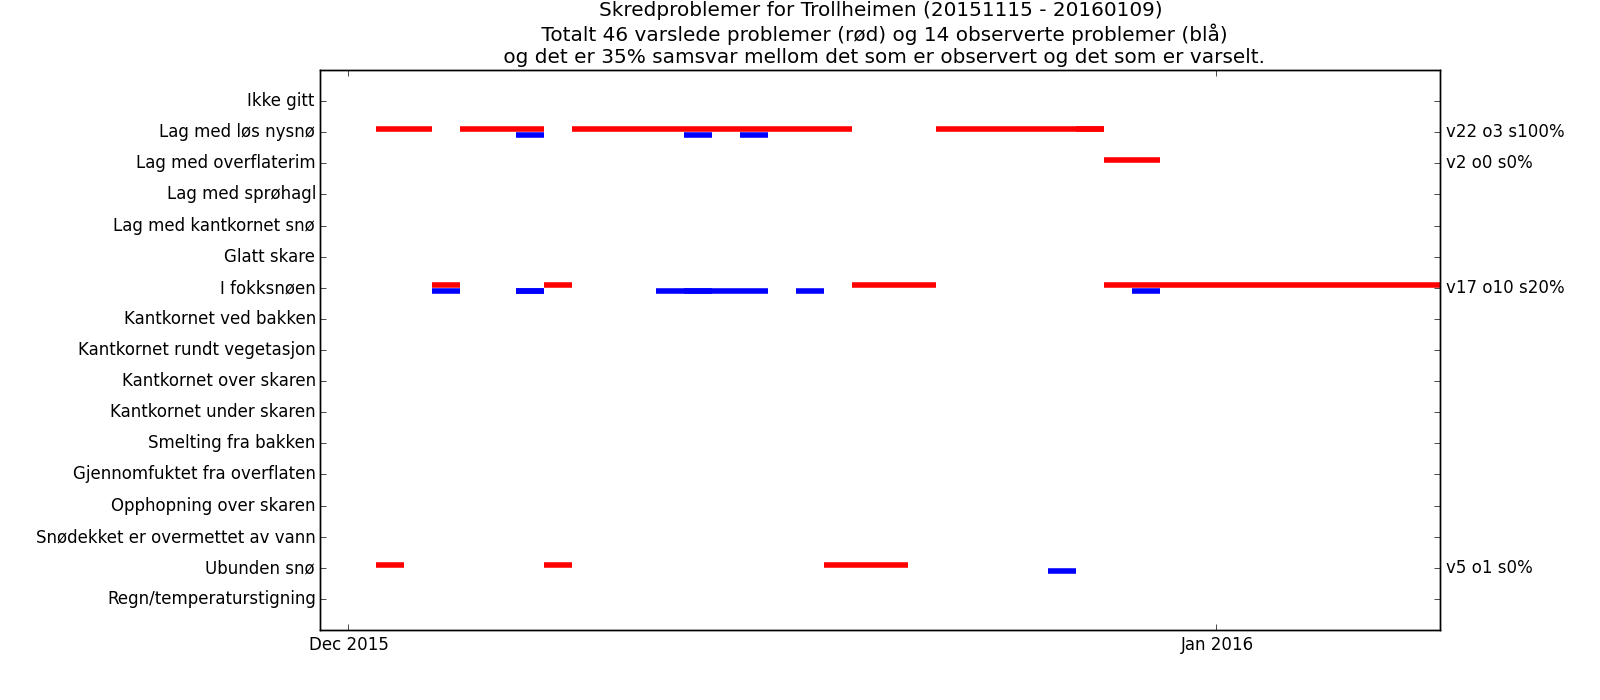 Skredproblemer for Trollheimen (20151115 - 20160109)
Totalt 46 varslede problemer (rød) og 14 observerte problemer (blå)
og det er 35% samsvar mellom det som er observert og det som er varselt.
Ikke gitt
Lag med løs nysnø
v22 o3 s100%
Lag med overflaterim
v2 o0 s0%
Lag med sprøhagl
Lag med kantkornet snø
Glatt skare
I fokksnøen
v17 o10 s20%
Kantkornet ved bakken
Kantkornet rundt vegetasjon
Kantkornet over skaren
Kantkornet under skaren
Smelting fra bakken
Gjennomfuktet fra overflaten
Opphopning over skaren
Snødekket er overmettet av vann
Ubunden snø
v5 o1 s0%
Regn/temperaturstigning
Dec 2015
Jan 2016